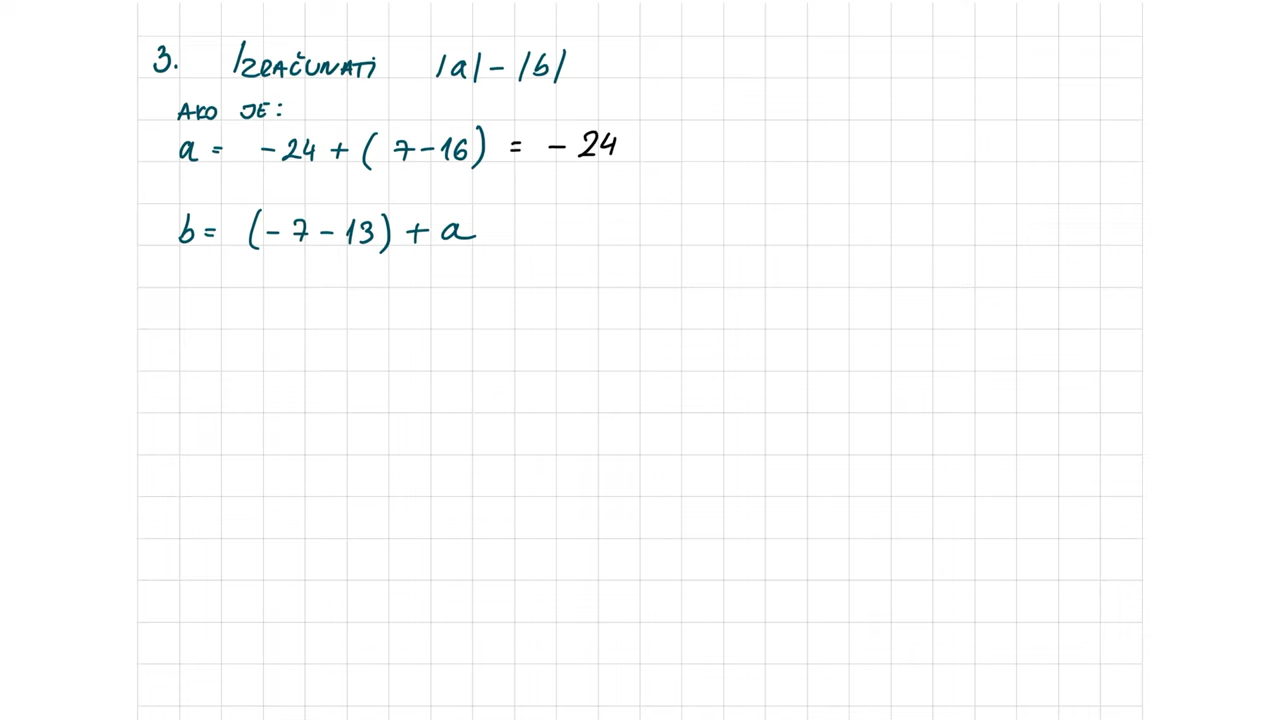 3. IZRAČUNATI |a| - |b|
AKO JE:
a = -24 + (7 - 16) = - 24
b = (-7 - 13) + a